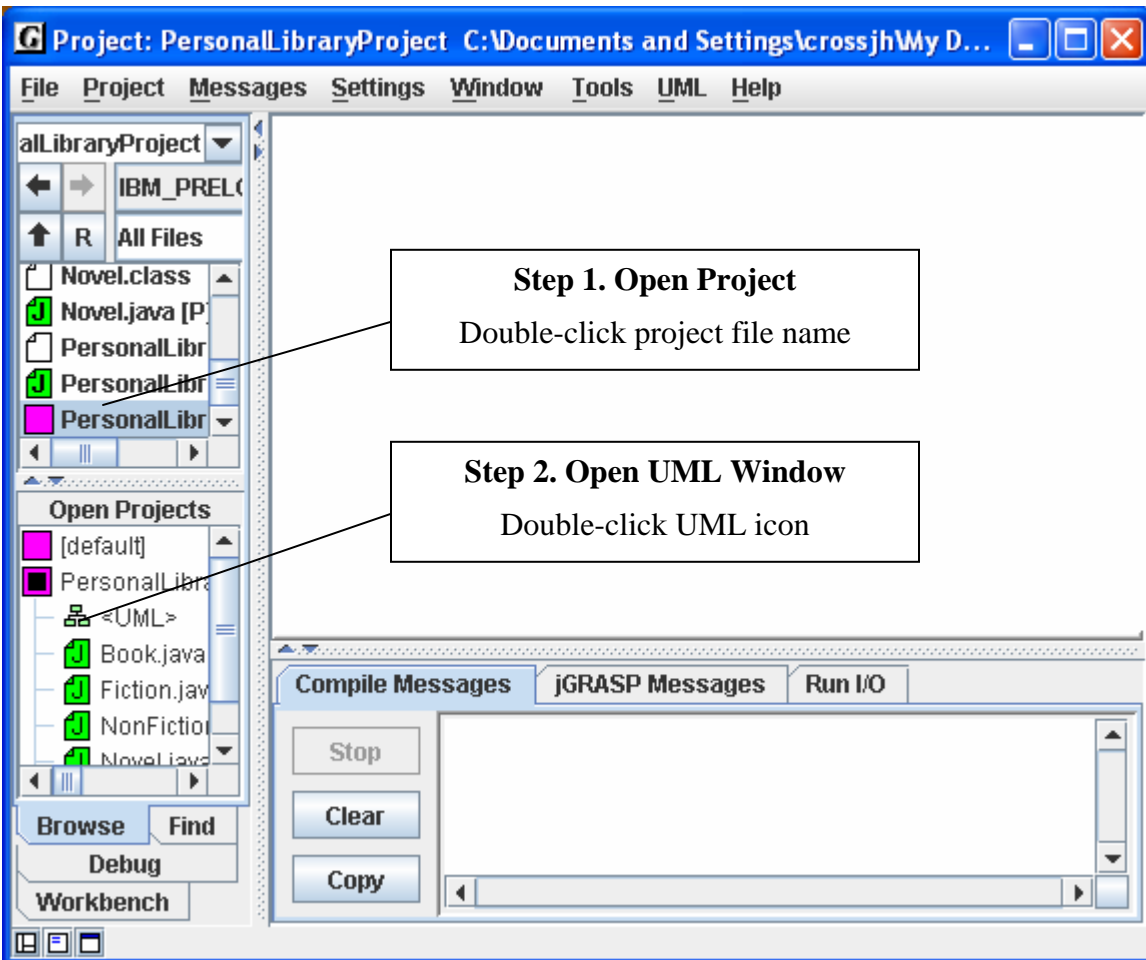 Project: PersonalLibraryProject C:\Documents and Settings\crossjh\My D...
File Project Messages Settings Window Tools UML Help
alLibraryProject
IBM_PREL
R All Files
Novel.class
Novel.java [P]
PersonalLibr
PersonalLibr
PersonalLibr
Step 1. Open Project
Double-click project file name
Step 2. Open UML Window
Double-click UML icon
Open Projects
[default]
PersonalLibra
<UML>
Book.java
Fiction.jav
NonFiction
Novel.java
Browse Find
Debug
Workbench
Compile Messages jGRASP Messages Run I/O
Stop
Clear
Copy